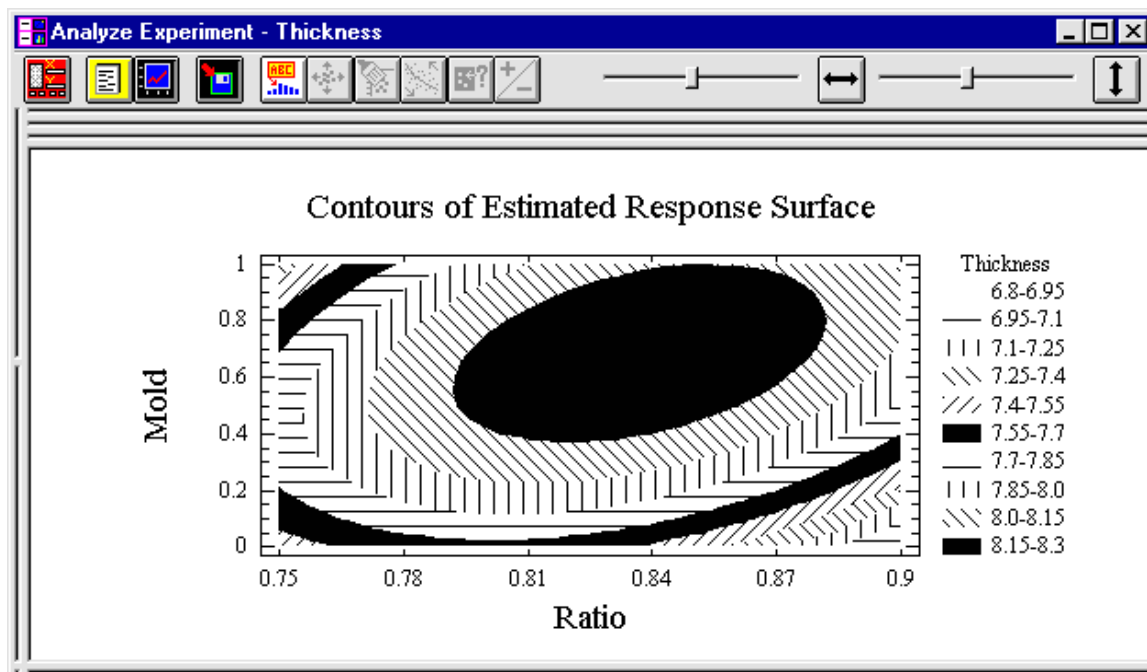 Analyze Experiment - Thickness
ABC
Contours of Estimated Response Surface
Mold
1
0.8
0.6
0.4
0.2
0
0.75 0.78 0.81 0.84 0.87 0.9
Ratio
Thickness
6.8-6.95
6.95-7.1
7.1-7.25
7.25-7.4
7.4-7.55
7.55-7.7
7.7-7.85
7.85-8.0
8.0-8.15
8.15-8.3